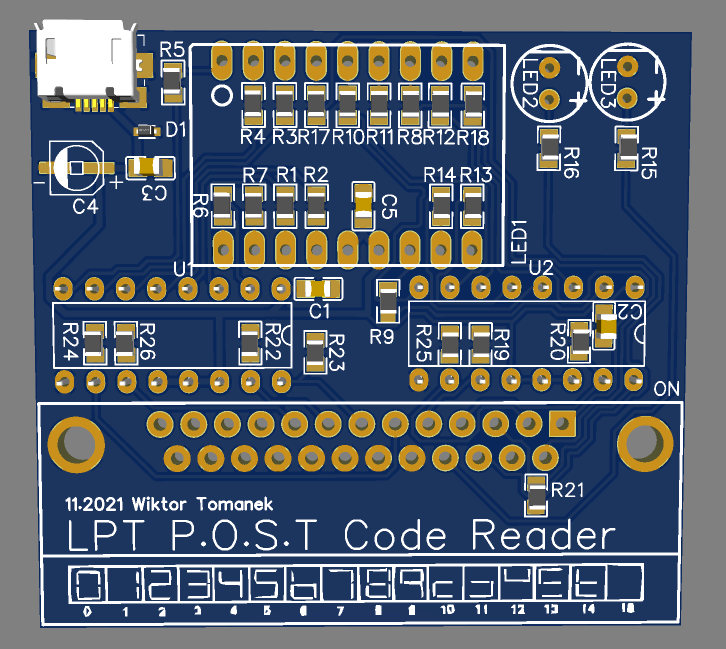 R5
LED2
LED3
D1
R4 R3 R17 R10 R11 R8 R12 R18
R16 R15
C3
C4
R6 R7 R1 R2 C5 R14 R13
LED1
U1 U2
C1
R9
C2
R24 R26 R22 R23 R25 R19 R20
ON
R21
11.2021 Wiktor Tomanek
LPT P.O.S.T Code Reader
0 1 2 3 4 5 6 7 8 9 10 11 12 13 14 15